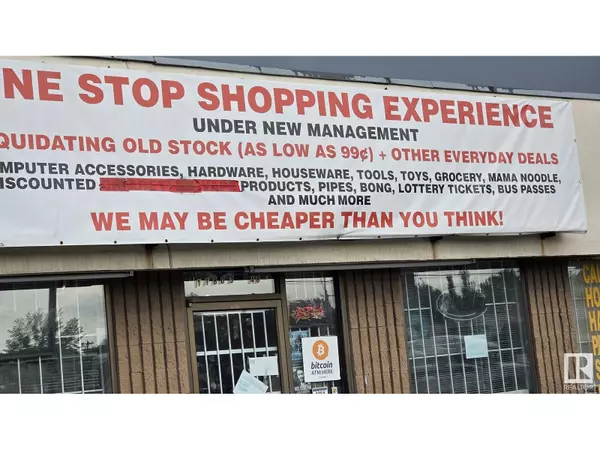 NE STOP SHOPPING EXPERIENCE
UNDER NEW MANAGEMENT
QUIDATING OLD STOCK (AS LOW AS 99¢) + OTHER EVERYDAY DEALS
MPUTER ACCESSORIES, HARDWARE, HOUSEWARE, TOOLS, TOYS, GROCERY, MAMA NOODLE,
ISCOUNTED PRODUCTS, PIPES, BONG, LOTTERY TICKETS, BUS PASSES
AND MUCH MORE
WE MAY BE CHEAPER THAN YOU THINK!
bitcoin
ATM HERE
R
REALTOR